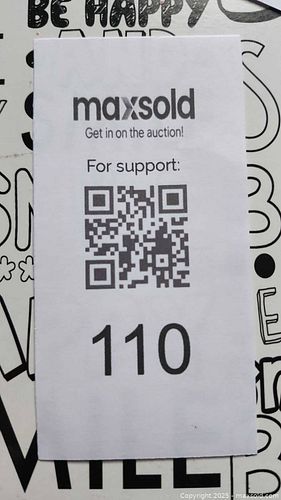 BE HAPPY
maxsold
Get in on the auction!
For support:
110
Copyright 2025 - maxsold.com